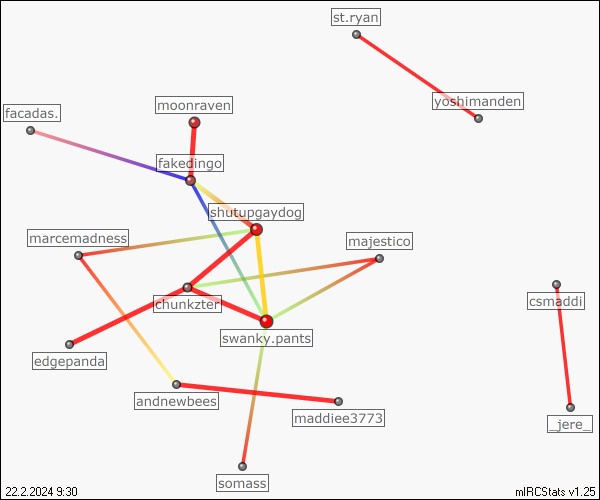 st.ryan
yoshimanden
moonraven
facadas.
fakedingo
shutupgaydog
marcemadness
majestico
chunkzter
csmaddi
swanky.pants
edgepanda
andnewbees
maddiee3773
_jere_
somass
22.2.2024 9:30
mIRCStats v1.25